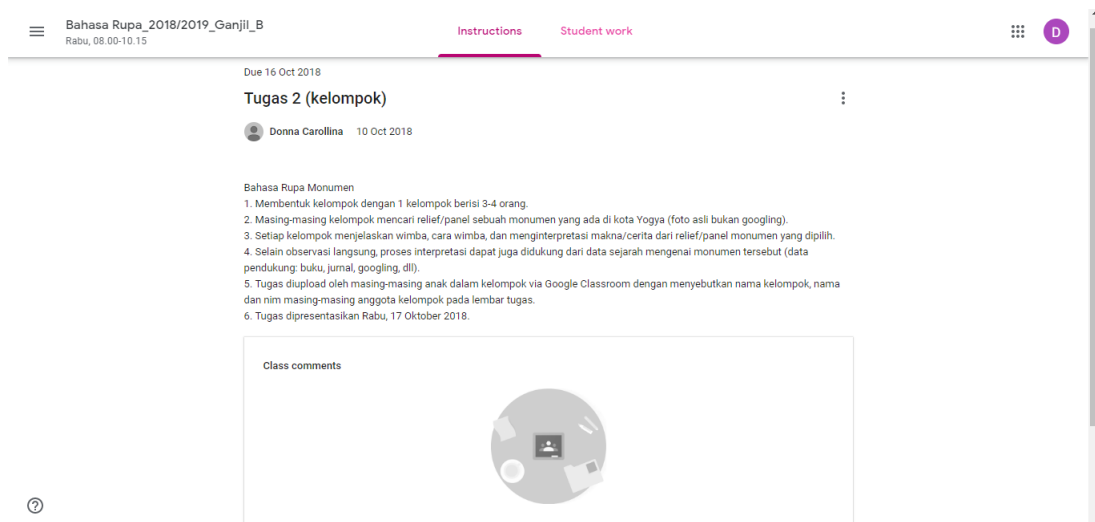 Bahasa Rupa_2018/2019_Ganjil_B
Rabu, 08.00-10.15
Instructions
Student work
D
Due 16 Oct 2018
Tugas 2 (kelompok)
Donna Carollina 10 Oct 2018
Bahasa Rupa Monumen
1. Membentuk kelompok dengan 1 kelompok berisi 3-4 orang.
2. Masing-masing kelompok mencari relief/panel sebuah monumen yang ada di kota Yogya (foto asli bukan googling).
3. Setiap kelompok menjelaskan wimba, cara wimba, dan menginterpretasi makna/cerita dari relief/panel monumen yang dipilih.
4. Selain observasi langsung, proses interpretasi dapat juga didukung dari data sejarah mengenai monumen tersebut (data
pendukung: buku, jurnal, googling, dll).
5. Tugas diupload oleh masing-masing anak dalam kelompok via Google Classroom dengan menyebutkan nama kelompok, nama
dan nim masing-masing anggota kelompok pada lembar tugas.
6. Tugas dipresentasikan Rabu, 17 Oktober 2018.
Class comments